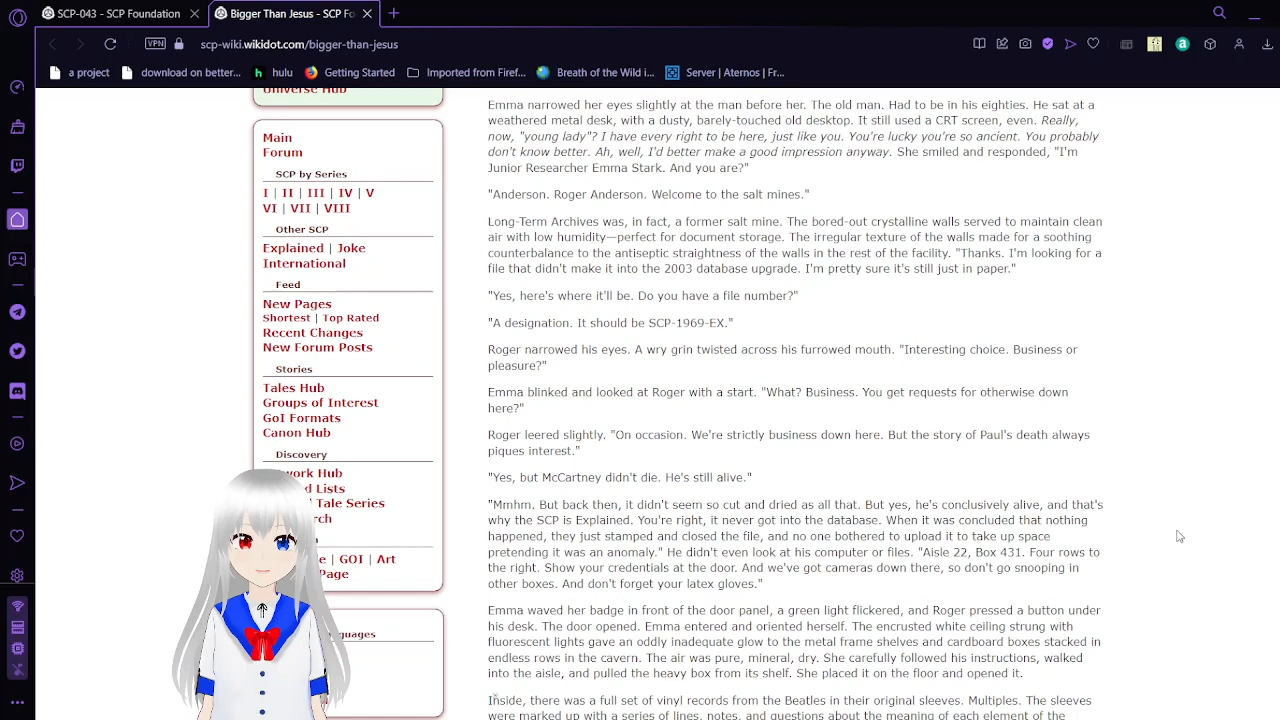 SCP-043 - SCP Foundation
Bigger Than Jesus - SCP Fo
VPN
scp-wiki.wikidot.com/bigger-than-jesus
a project
download on better...
hulu
Getting Started
Imported from Firef...
Breath of the Wild i...
Server | Aternos | Fr...
Universe Hub
Main
Forum
SCP by Series
I | II | III | IV | V
VI | VII | VIII
Other SCP
Explained | Joke
International
Feed
New Pages
Shortest | Top Rated
Recent Changes
New Forum Posts
Stories
Tales Hub
Groups of Interest
GoI Formats
Canon Hub
Discovery
work Hub
d Lists
l Tale Series
rch
e | GOI | Art
Page
guages
Emma narrowed her eyes slightly at the man before her. The old man. Had to be in his eighties. He sat at a
weathered metal desk, with a dusty, barely-touched old desktop. It still used a CRT screen, even. Really,
now, "young lady"? I have every right to be here, just like you. You're lucky you're so ancient. You probably
don't know better. Ah, well, I'd better make a good impression anyway. She smiled and responded, "I'm
Junior Researcher Emma Stark. And you are?"
"Anderson. Roger Anderson. Welcome to the salt mines."
Long-Term Archives was, in fact, a former salt mine. The bored-out crystalline walls served to maintain clean
air with low humidity—perfect for document storage. The irregular texture of the walls made for a soothing
counterbalance to the antiseptic straightness of the walls in the rest of the facility. "Thanks. I'm looking for a
file that didn't make it into the 2003 database upgrade. I'm pretty sure it's still just in paper."
"Yes, here's where it'll be. Do you have a file number?"
"A designation. It should be SCP-1969-EX."
Roger narrowed his eyes. A wry grin twisted across his furrowed mouth. "Interesting choice. Business or
pleasure?"
Emma blinked and looked at Roger with a start. "What? Business. You get requests for otherwise down
here?"
Roger leered slightly. "On occasion. We're strictly business down here. But the story of Paul's death always
piques interest."
"Yes, but McCartney didn't die. He's still alive."
"Mmhm. But back then, it didn't seem so cut and dried as all that. But yes, he's conclusively alive, and that's
why the SCP is Explained. You're right, it never got into the database. When it was concluded that nothing
happened, they just stamped and closed the file, and no one bothered to upload it to take up space
pretending it was an anomaly." He didn't even look at his computer or files. "Aisle 22, Box 431. Four rows to
the right. Show your credentials at the door. And we've got cameras down there, so don't go snooping in
other boxes. And don't forget your latex gloves."
Emma waved her badge in front of the door panel, a green light flickered, and Roger pressed a button under
his desk. The door opened. Emma entered and oriented herself. The encrusted white ceiling strung with
fluorescent lights gave an oddly inadequate glow to the metal frame shelves and cardboard boxes stacked in
endless rows in the cavern. The air was pure, mineral, dry. She carefully followed his instructions, walked
into the aisle, and pulled the heavy box from its shelf. She placed it on the floor and opened it.
Inside, there was a full set of vinyl records from the Beatles in their original sleeves. Multiples. The sleeves
were marked up with a series of lines, notes, and questions about the meaning of each element of the